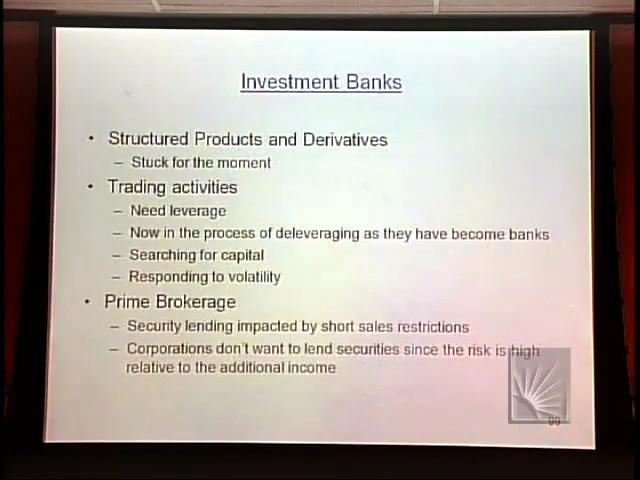 Investment Banks
• Structured Products and Derivatives
– Stuck for the moment
• Trading activities
– Need leverage
– Now in the process of deleveraging as they have become banks
– Searching for capital
– Responding to volatility
• Prime Brokerage
– Security lending impacted by short sales restrictions
– Corporations don't want to lend securities since the risk is high
relative to the additional income
99